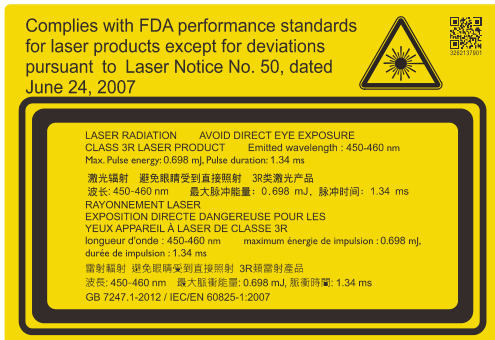 Complies with FDA performance standards
for laser products except for deviations
pursuant to Laser Notice No. 50, dated
June 24, 2007
3262137901
LASER RADIATION AVOID DIRECT EYE EXPOSURE
CLASS 3R LASER PRODUCT Emitted wavelength : 450-460 nm
Max. Pulse energy: 0.698 mJ, Pulse duration: 1.34 ms
激光辐射 避免眼睛受到直接照射 3R类激光产品
波长: 450-460 nm 最大脉冲能量: 0.698 mJ, 脉冲时间: 1.34 ms
RAYONNEMENT LASER
EXPOSITION DIRECTE DANGEREUSE POUR LES
YEUX APPAREIL À LASER DE CLASSE 3R
longueur d'onde : 450-460 nm maximum énergie de impulsion : 0.698 mJ,
durée de impulsion : 1.34 ms
雷射輻射 避免眼睛受到直接照射 3R類雷射產品
波長: 450-460 nm 最大脈衝能量: 0.698 mJ, 脈衝時間: 1.34 ms
GB 7247.1-2012 / IEC/EN 60825-1:2007